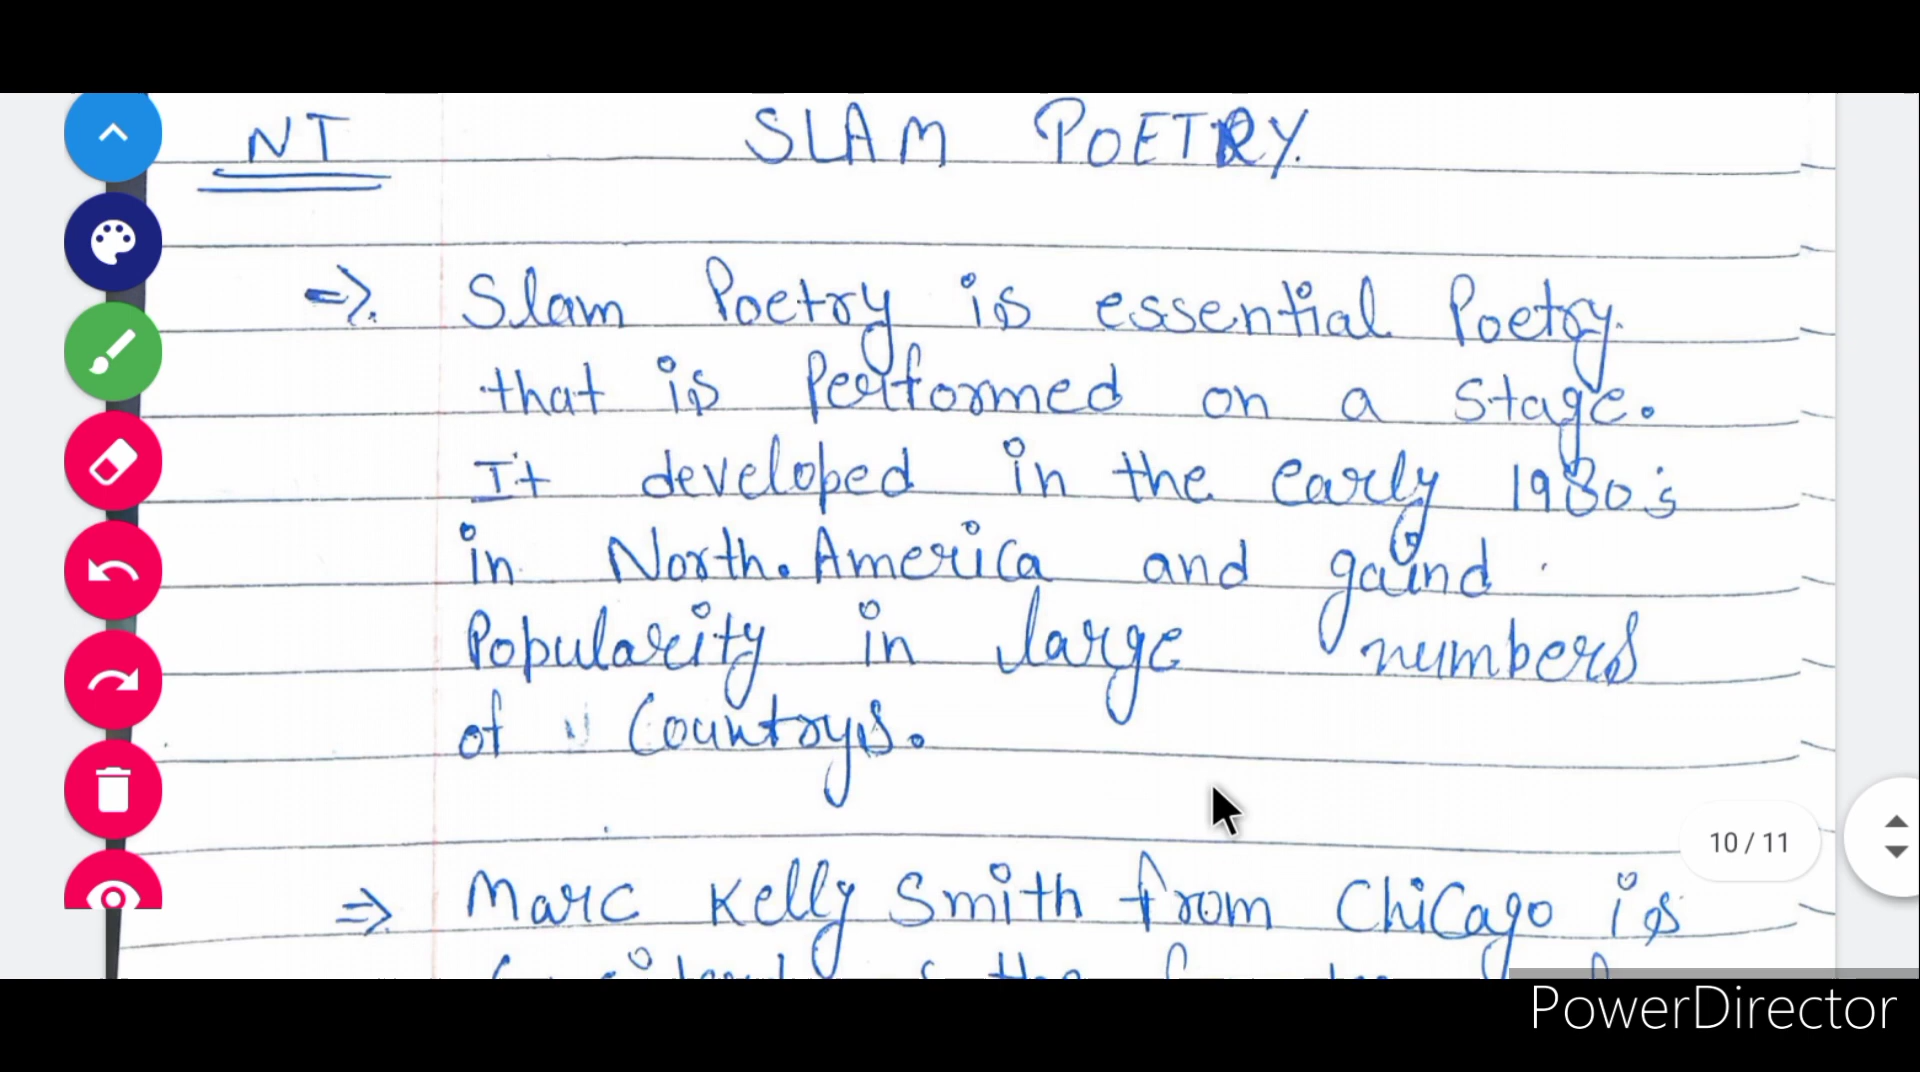 NT SLAM POETRY.
=> Slam Poetry is essential Poetry.
that is Performed on a stage.
It developed in the early 1980's
in North. America and gaind
Popularity in large numbers
of Countrys.
10 / 11
=> Marc Kelly Smith from Chicago is
PowerDirector